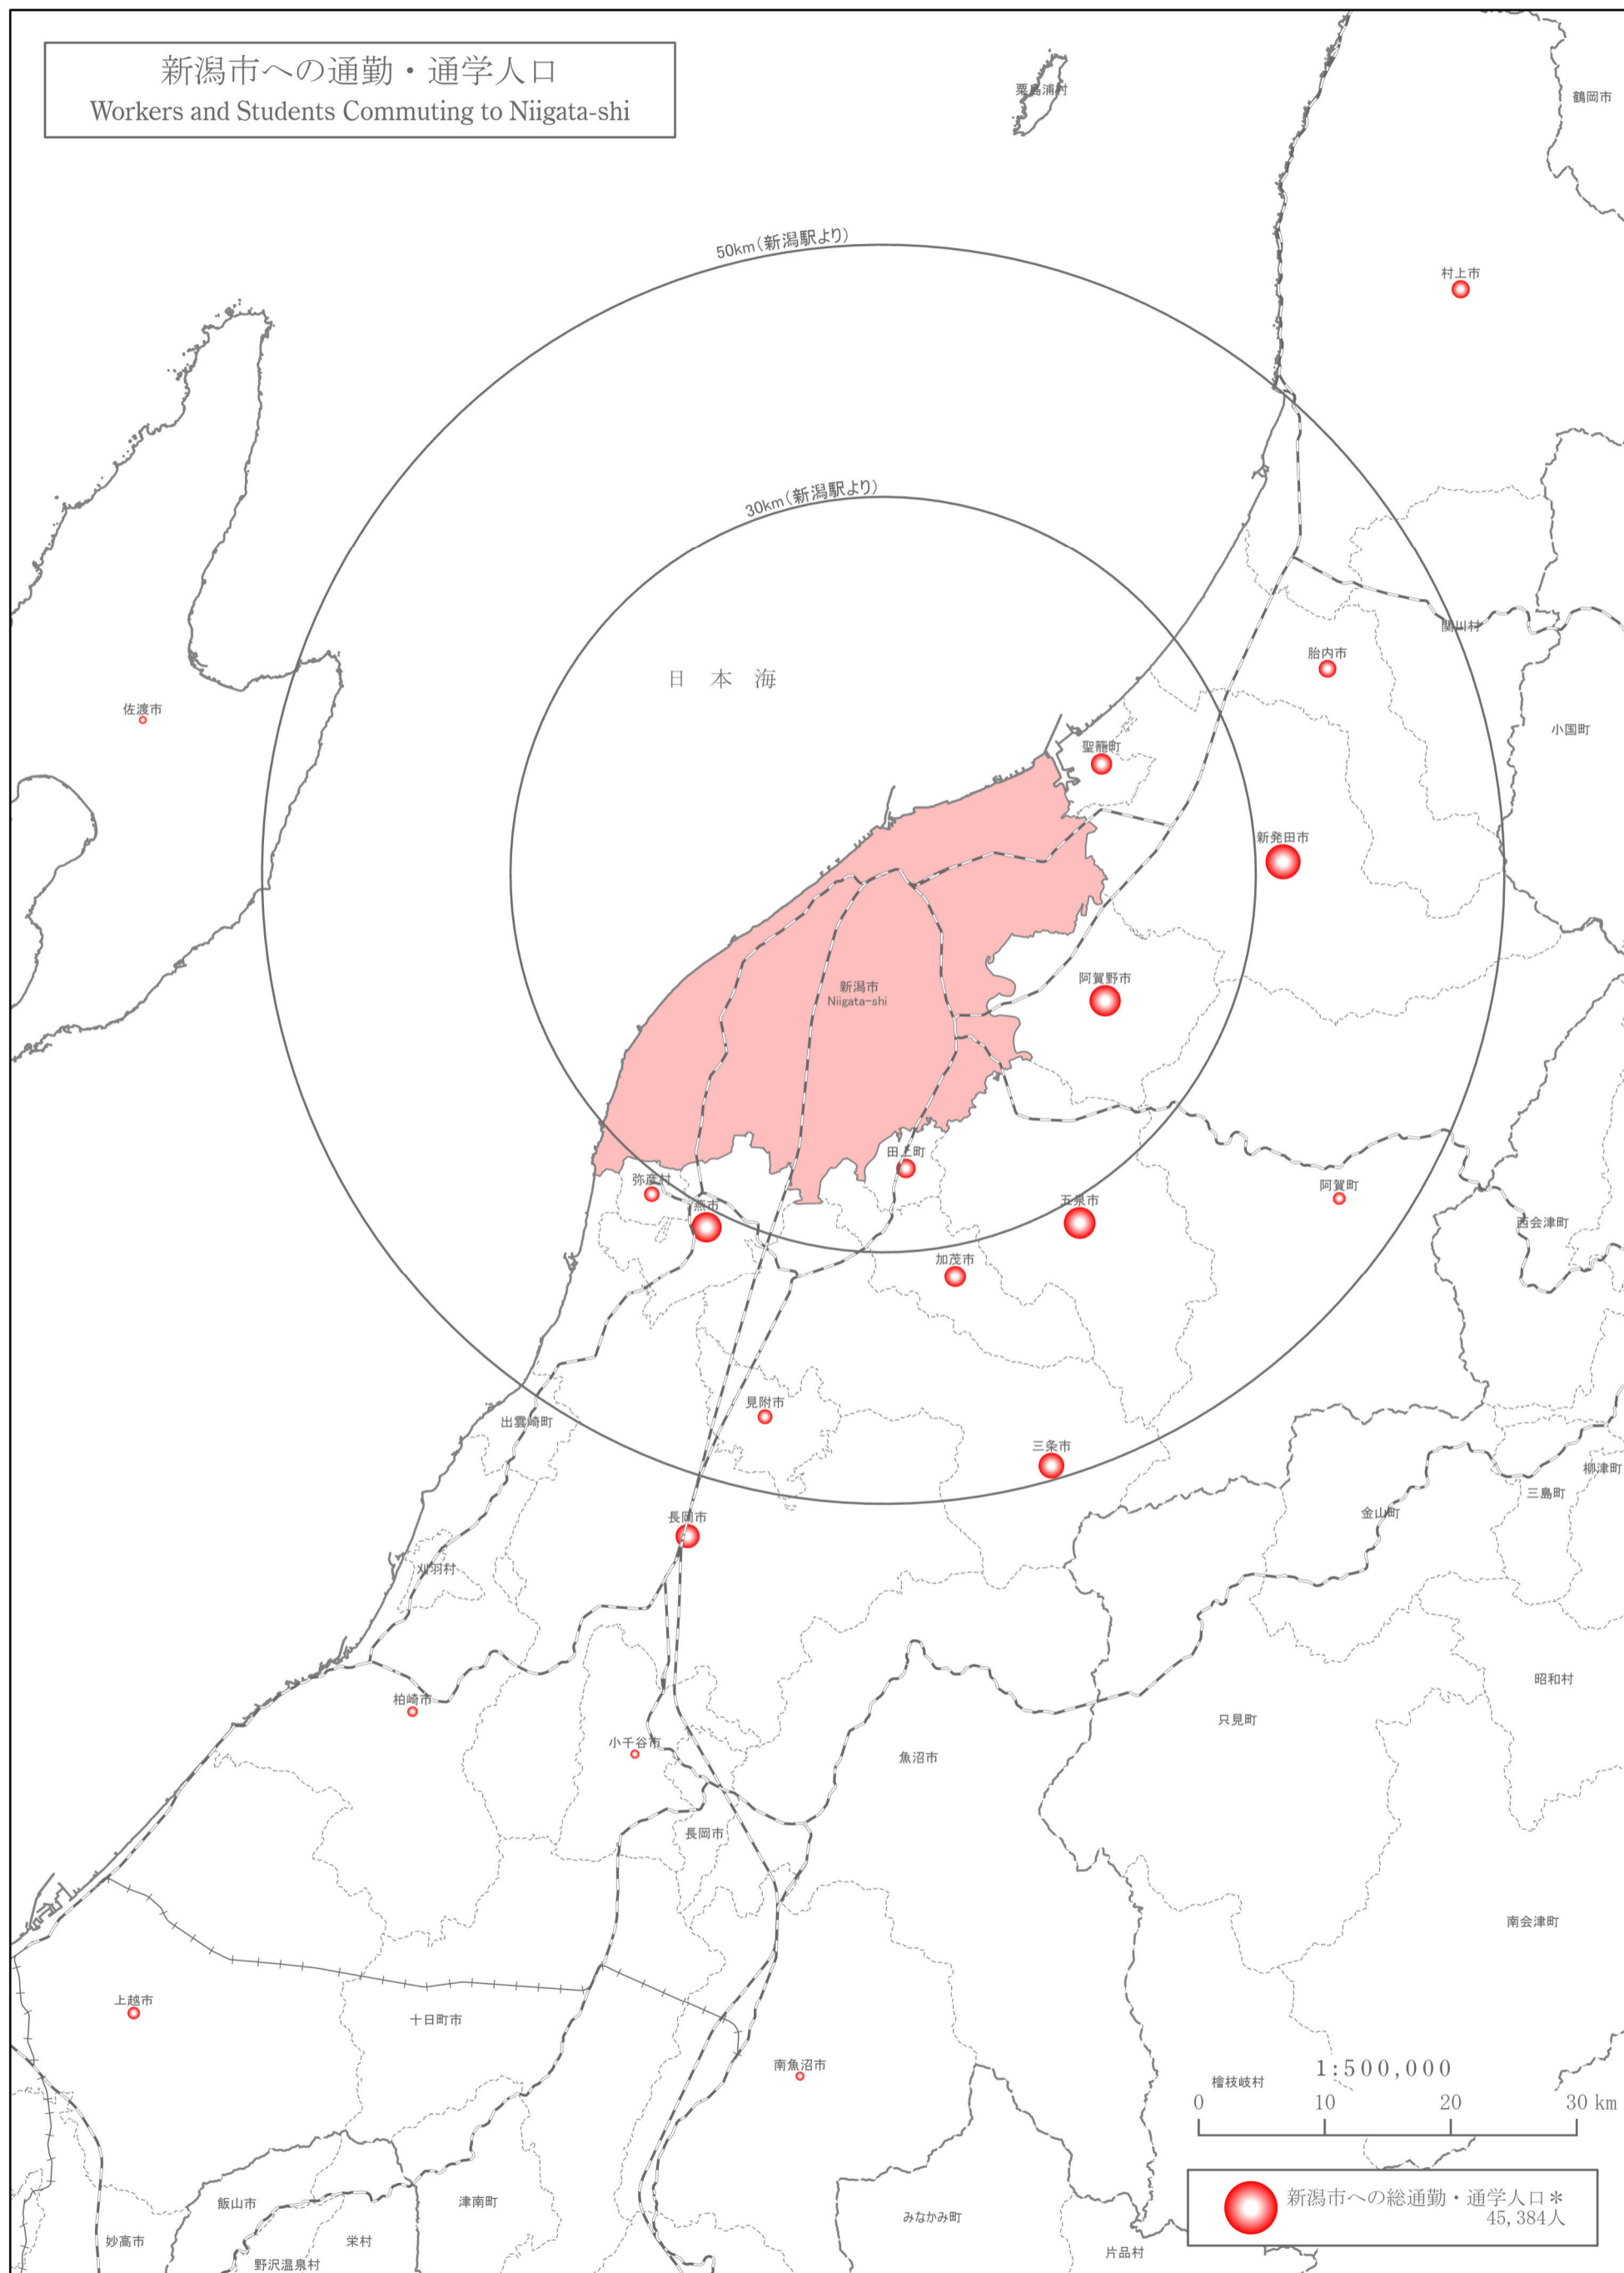 新潟市への通勤・通学人口
Workers and Students Commuting to Niigata-shi
粟島浦村
鶴岡市
50km(新潟駅より)
村上市
30km(新潟駅より)
関川村
胎内市
日 本 海
佐渡市
小国町
聖籠町
新発田市
阿賀野市
新潟市
Niigata-shi
田上町
弥彦村
阿賀町
燕市
五泉市
西会津町
加茂市
見附市
出雲崎町
三条市
柳津町
三島町
長岡市
金山町
刈羽村
昭和村
柏崎市
只見町
小千谷市
魚沼市
長岡市
南会津町
上越市
十日町市
南魚沼市
檜枝岐村
1:500,000
0 10 20 30 km
新潟市への総通勤・通学人口*
45,384人
飯山市
津南町
みなかみ町
妙高市
栄村
片品村
野沢温泉村